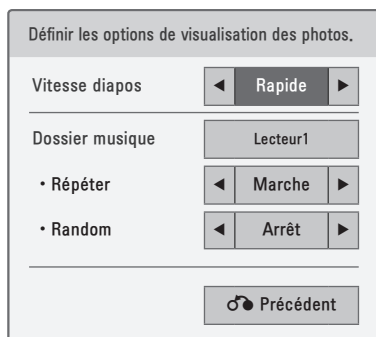 Définir les options de visualisation des photos.
Vitesse diapos ◀ Rapide ▶
Dossier musique Lecteur1
• Répéter ◀ Marche ▶
• Random ◀ Arrêt ▶
Précédent